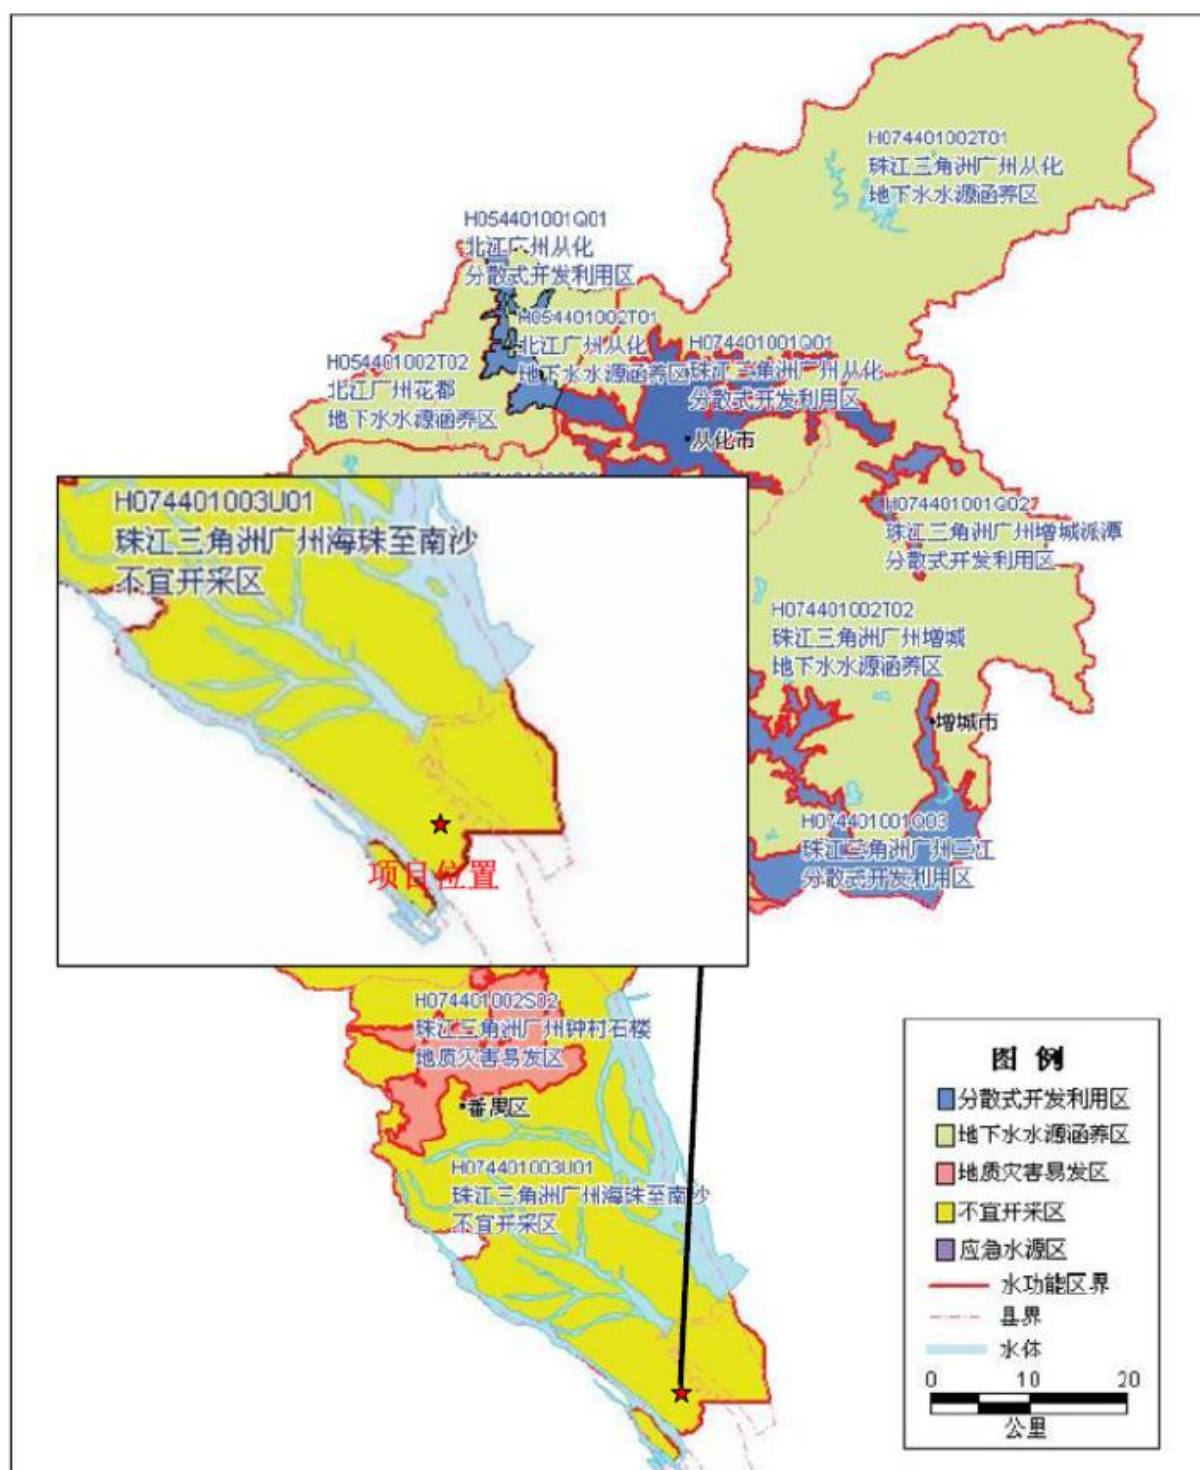 H074401002T01
珠江三角洲广州从化
地下水水源涵养区
H054401001Q01
北江广州从化
分散式开发利用区
H054401002T01
北江广州从化
地下水水源涵养区
H074401001Q01
珠江三角洲广州从化
分散式开发利用区
H054401002T02
北江广州花都
地下水水源涵养区
从化市
H074401001Q02
珠江三角洲广州增城派潭
分散式开发利用区
H074401003U01
珠江三角洲广州海珠至南沙
不宜开采区
H074401002T02
珠江三角洲广州增城
地下水水源涵养区
增城市
H074401001Q03
珠江三角洲广州三江
分散式开发利用区
项目位置
H074401002S02
珠江三角洲广州钟村石楼
地质灾害易发区
番禺区
H074401003U01
珠江三角洲广州海珠至南沙
不宜开采区
图 例
分散式开发利用区
地下水水源涵养区
地质灾害易发区
不宜开采区
应急水源区
水功能区界
县界
水体
0 10 20
公里